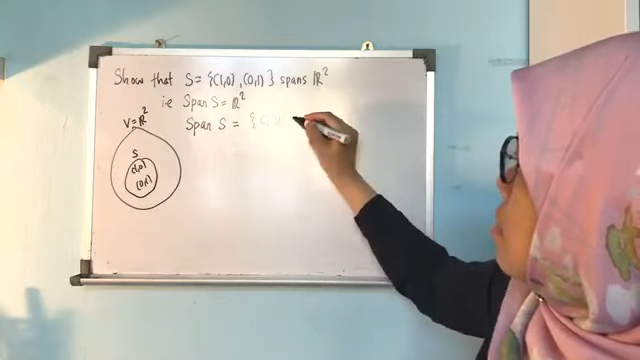 Show that S = {(1,0), (0,1)} spans ℝ²
ie Span S = ℝ²
V = ℝ²
Span S = {
S
(1,0)
(0,1)